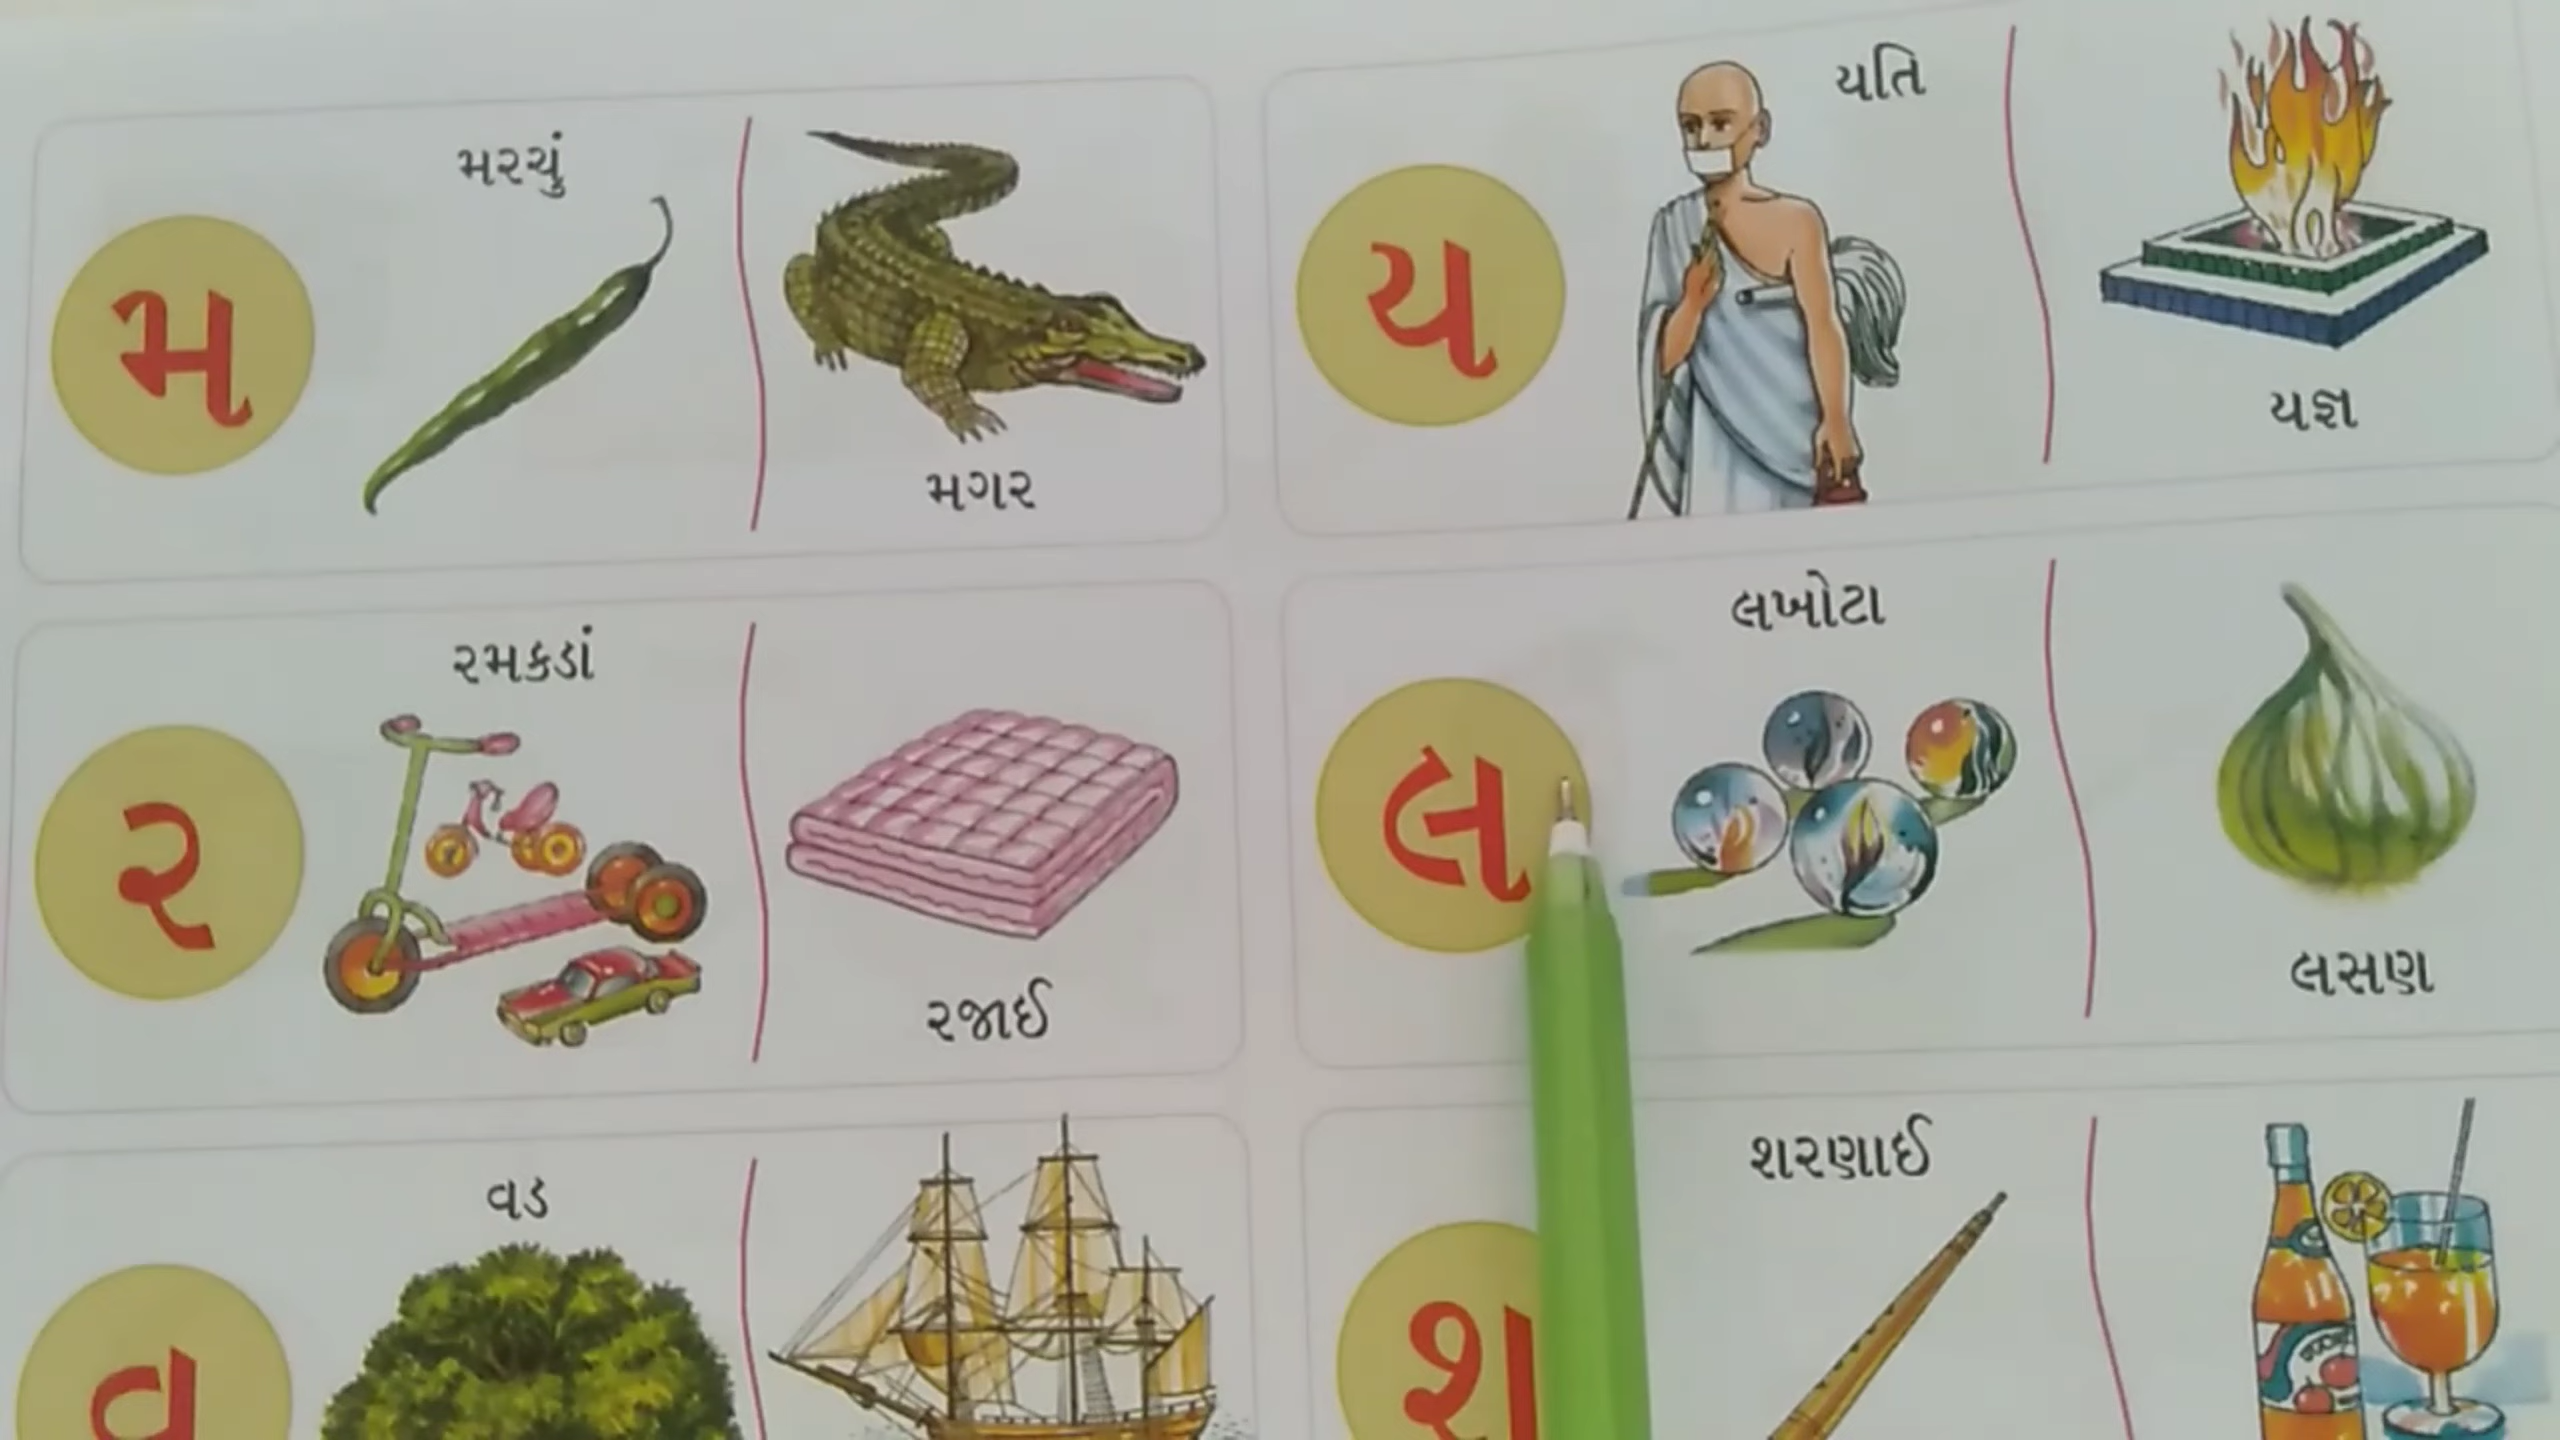 મ
મરચું
મગર
ય
યતિ
યજ્ઞ
ર
રમકડાં
રજાઈ
લ
લખોટા
લસણ
વ
વડ
શ
શરણાઈ